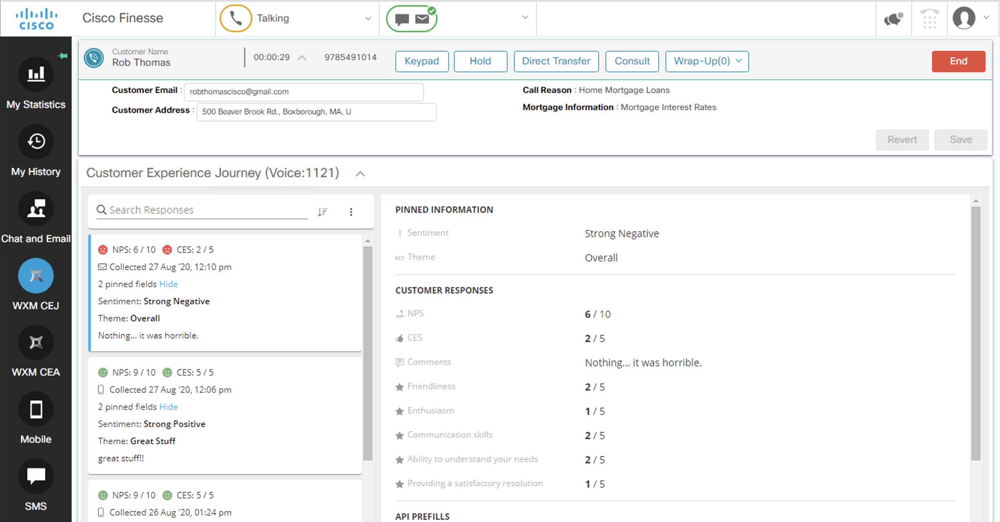 CISCO
Cisco Finesse
Talking
Customer Name
Rob Thomas
00:00:29
9785491014
Keypad
Hold
Direct Transfer
Consult
Wrap-Up(0)
End
Customer Email : robthomascisco@gmail.com
Customer Address : 500 Beaver Brook Rd., Boxborough, MA, U
Call Reason : Home Mortgage Loans
Mortgage Information : Mortgage Interest Rates
Revert
Save
My Statistics
My History
Chat and Email
WXM CEJ
WXM CEA
Mobile
SMS
Customer Experience Journey (Voice:1121)
Search Responses
NPS: 6 / 10 CES: 2 / 5
Collected 27 Aug '20, 12:10 pm
2 pinned fields Hide
Sentiment: Strong Negative
Theme: Overall
Nothing... it was horrible.
NPS: 9 / 10 CES: 5 / 5
Collected 27 Aug '20, 12:06 pm
2 pinned fields Hide
Sentiment: Strong Positive
Theme: Great Stuff
great stuff!!
NPS: 9 / 10 CES: 5 / 5
Collected 26 Aug '20, 01:24 pm
PINNED INFORMATION
Sentiment Strong Negative
Theme Overall
CUSTOMER RESPONSES
NPS 6 / 10
CES 2 / 5
Comments Nothing... it was horrible.
Friendliness 2 / 5
Enthusiasm 1 / 5
Communication skills 2 / 5
Ability to understand your needs 2 / 5
Providing a satisfactory resolution 1 / 5
API PREFILLS